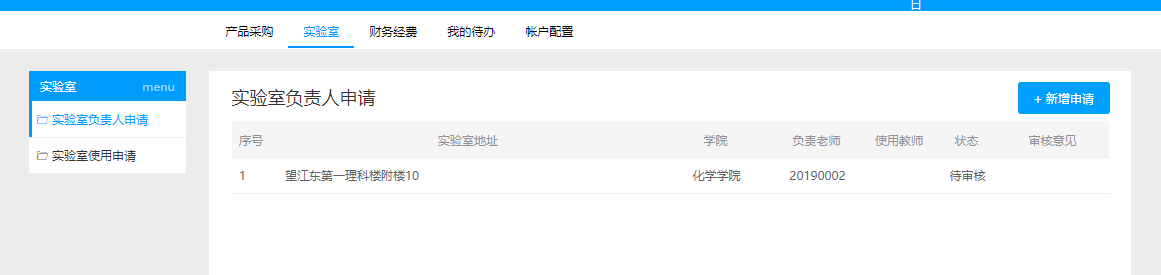 日
产品采购 实验室 财务经费 我的待办 帐户配置
实验室 menu
实验室负责人申请
实验室使用申请
实验室负责人申请
+ 新增申请
序号 实验室地址 学院 负责老师 使用教师 状态 审核意见
1 望江东第一理科楼附楼10 化学学院 20190002 待审核